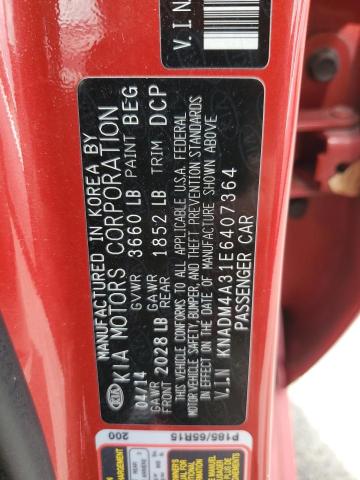 V.I.N
MANUFACTURED IN KOREA BY
KIA KIA MOTORS CORPORATION
04/14 GVWR 3660 LB PAINT BEG
GAWR FRONT 2028 LB GAWR REAR 1852 LB TRIM DCP
THIS VEHICLE CONFORMS TO ALL APPLICABLE U.S.A. FEDERAL
MOTOR VEHICLE SAFETY, BUMPER, AND THEFT PREVENTION STANDARDS
IN EFFECT ON THE DATE OF MANUFACTURE SHOWN ABOVE
V.I.N KNADM4A31E6407364
PASSENGER CAR
P185/65R15
200